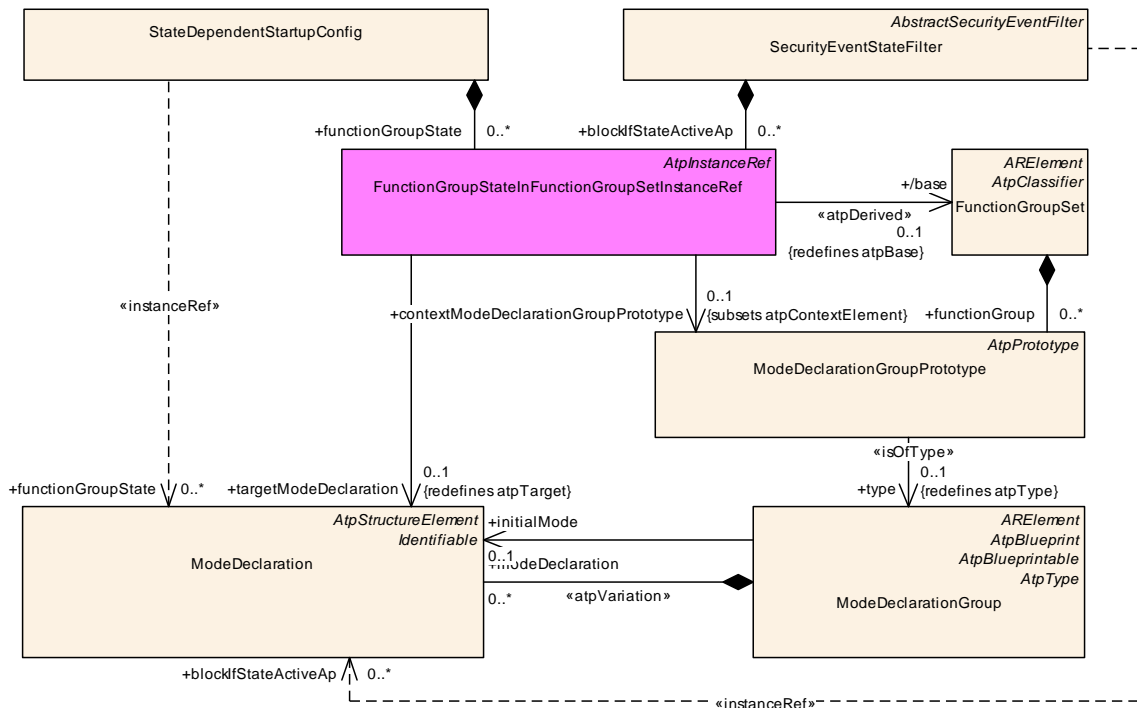 StateDependentStartupConfig
AbstractSecurityEventFilter
SecurityEventStateFilter
+functionGroupState 0..*
+blockIfStateActiveAp 0..*
AtpInstanceRef
FunctionGroupStateInFunctionGroupSetInstanceRef
ARElement
AtpClassifier
FunctionGroupSet
+/base
«atpDerived»
0..1
{redefines atpBase}
«instanceRef»
+contextModeDeclarationGroupPrototype
0..1
{subsets atpContextElement}
+functionGroup 0..*
AtpPrototype
ModeDeclarationGroupPrototype
«isOfType»
+functionGroupState 0..*
+targetModeDeclaration
0..1
{redefines atpTarget}
+type
0..1
{redefines atpType}
AtpStructureElement
Identifiable
ModeDeclaration
+initialMode
0..1
+modeDeclaration
0..*
«atpVariation»
ARElement
AtpBlueprint
AtpBlueprintable
AtpType
ModeDeclarationGroup
+blockIfStateActiveAp 0..*
«instanceRef»